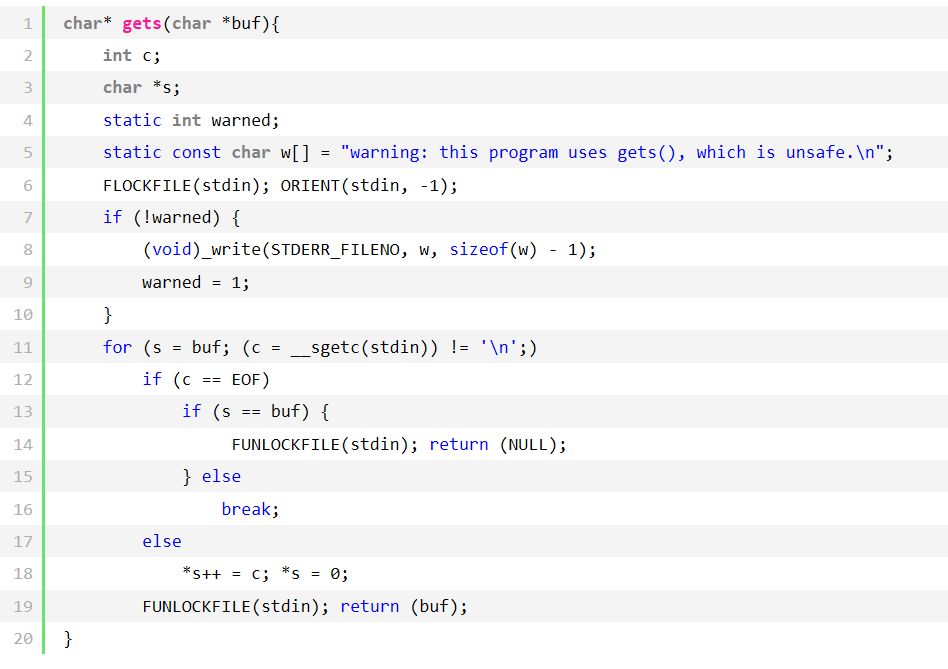 1 char* gets(char *buf){
2 int c;
3 char *s;
4 static int warned;
5 static const char w[] = "warning: this program uses gets(), which is unsafe.\n";
6 FLOCKFILE(stdin); ORIENT(stdin, -1);
7 if (!warned) {
8 (void)_write(STDERR_FILENO, w, sizeof(w) - 1);
9 warned = 1;
10 }
11 for (s = buf; (c = __sgetc(stdin)) != '\n';)
12 if (c == EOF)
13 if (s == buf) {
14 FUNLOCKFILE(stdin); return (NULL);
15 } else
16 break;
17 else
18 *s++ = c; *s = 0;
19 FUNLOCKFILE(stdin); return (buf);
20 }